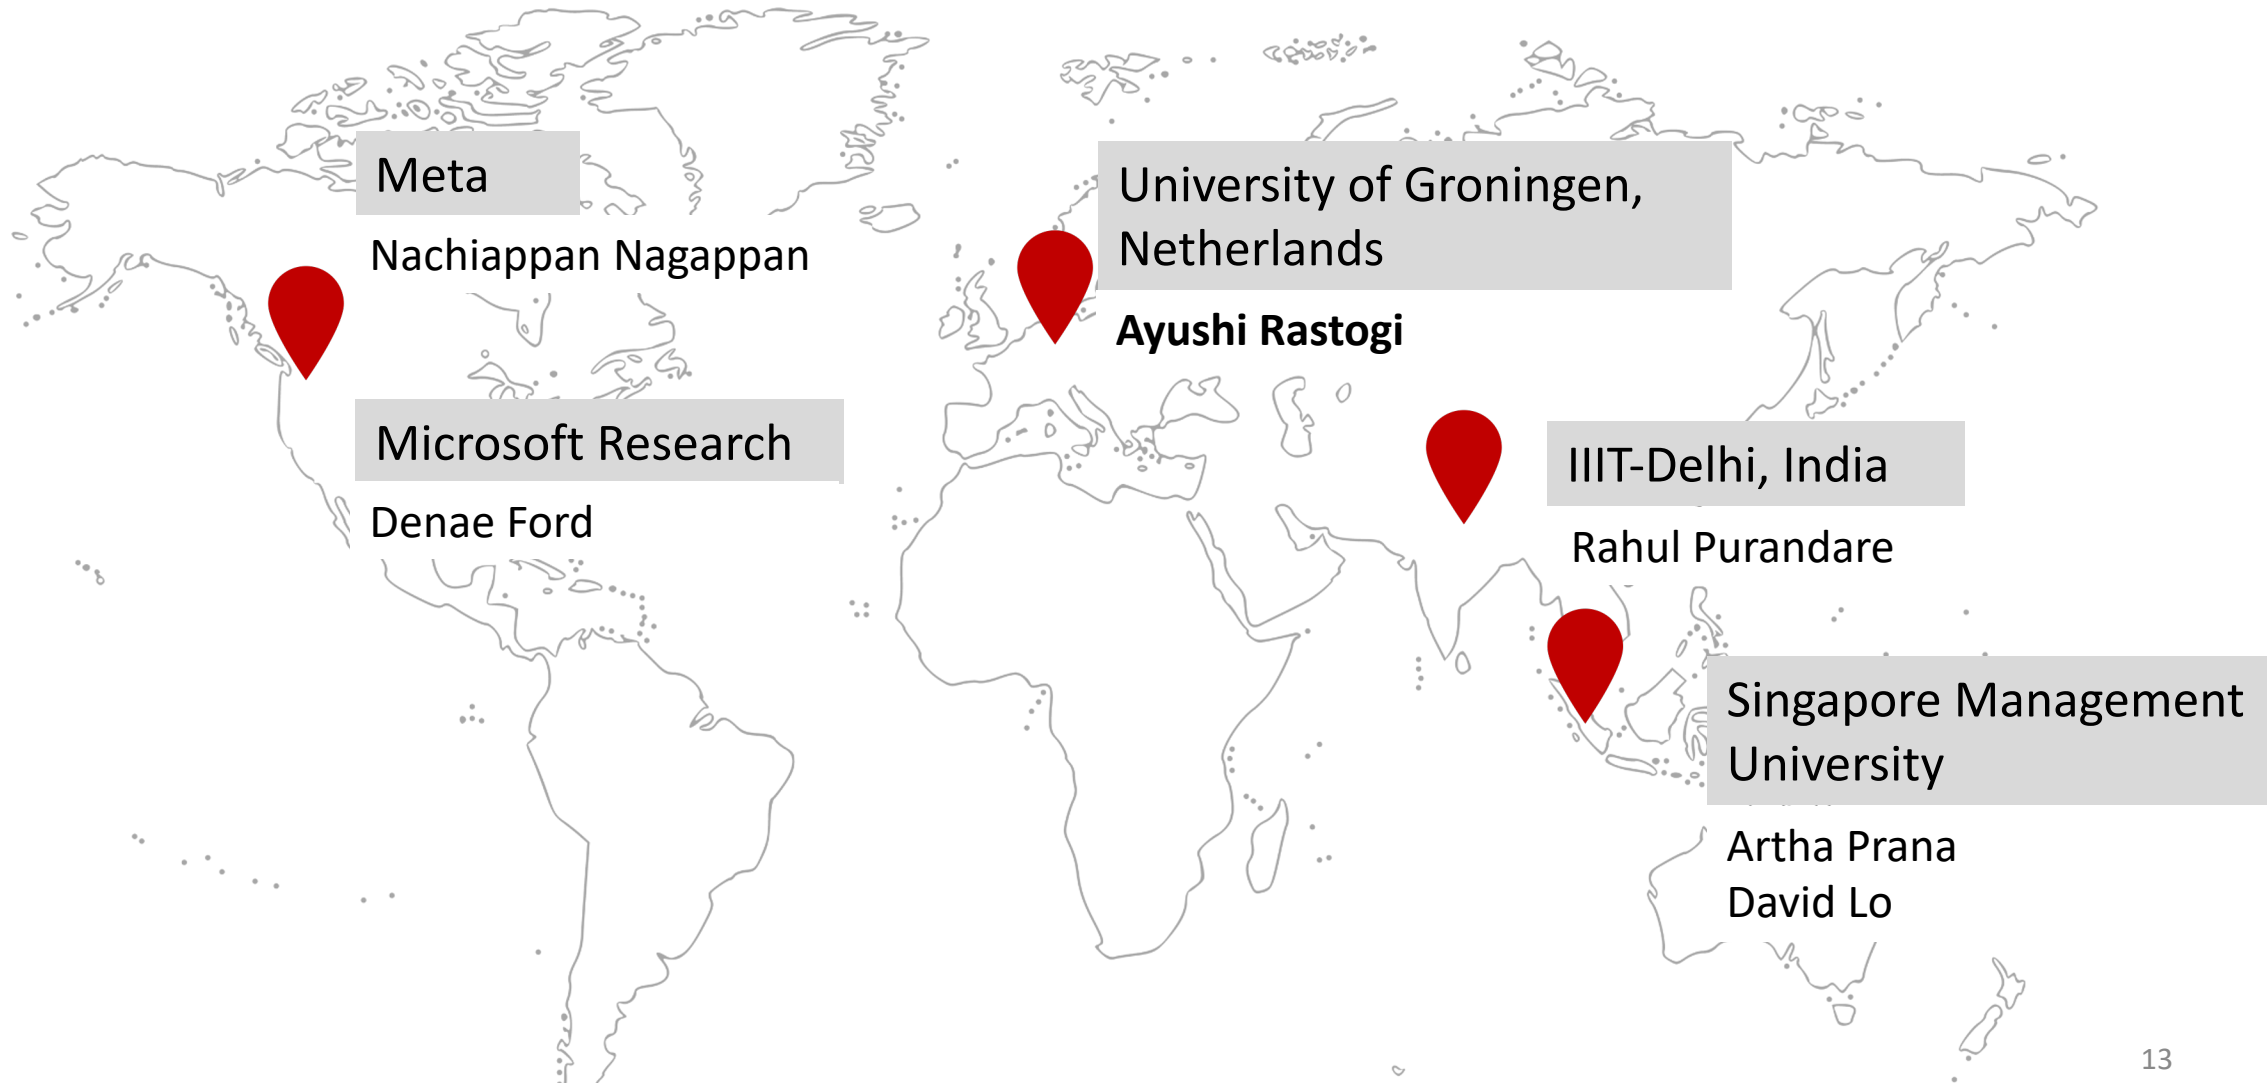 Meta
Nachiappan Nagappan
Microsoft Research
Denae Ford
University of Groningen,
Netherlands
Ayushi Rastogi
IIIT-Delhi, India
Rahul Purandare
Singapore Management
University
Artha Prana
David Lo
13